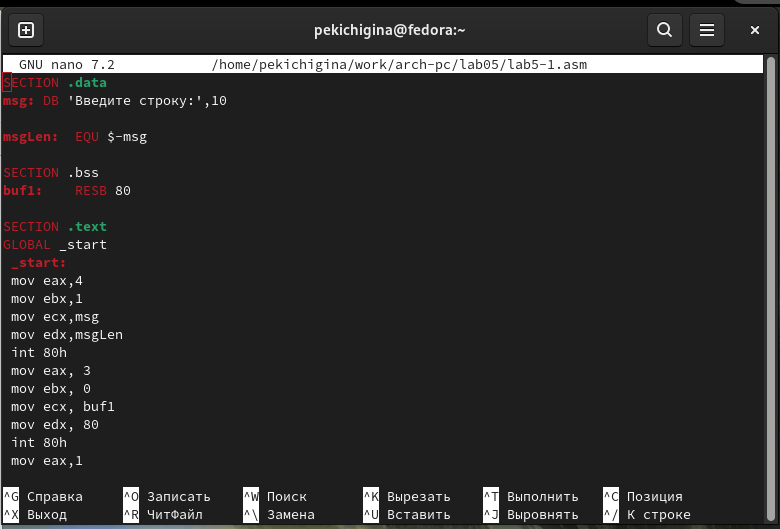 pekichigina@fedora:~
GNU nano 7.2 /home/pekichigina/work/arch-pc/lab05/lab5-1.asm
SECTION .data
msg: DB 'Введите строку:',10
msgLen: EQU $-msg
SECTION .bss
buf1: RESB 80
SECTION .text
GLOBAL _start
_start:
mov eax,4
mov ebx,1
mov ecx,msg
mov edx,msgLen
int 80h
mov eax, 3
mov ebx, 0
mov ecx, buf1
mov edx, 80
int 80h
mov eax,1
^G Справка ^O Записать ^W Поиск ^K Вырезать ^T Выполнить ^C Позиция
^X Выход ^R ЧитФайл ^\ Замена ^U Вставить ^J Выровнять ^/ К строке